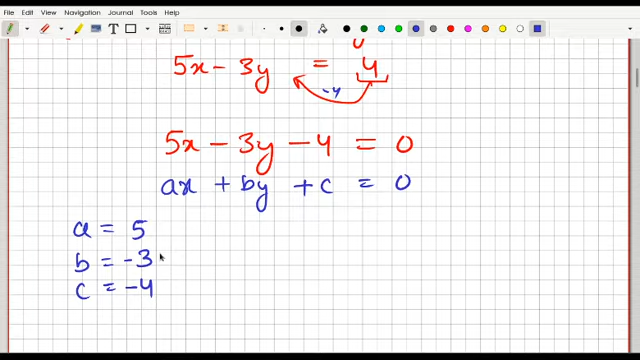 File Edit View Navigation Journal Tools Help
5x - 3y = 4
-4
5x - 3y - 4 = 0
ax + by + c = 0
a = 5
b = -3
c = -4